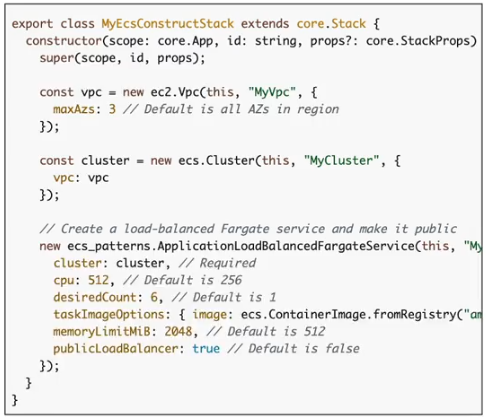 export class MyEcsConstructStack extends core.Stack {
constructor(scope: core.App, id: string, props?: core.StackProps)
super(scope, id, props);
const vpc = new ec2.Vpc(this, "MyVpc", {
maxAzs: 3 // Default is all AZs in region
});
const cluster = new ecs.Cluster(this, "MyCluster", {
vpc: vpc
});
// Create a load-balanced Fargate service and make it public
new ecs_patterns.ApplicationLoadBalancedFargateService(this, "My
cluster: cluster, // Required
cpu: 512, // Default is 256
desiredCount: 6, // Default is 1
taskImageOptions: { image: ecs.ContainerImage.fromRegistry("am
memoryLimitMiB: 2048, // Default is 512
publicLoadBalancer: true // Default is false
});
}
}